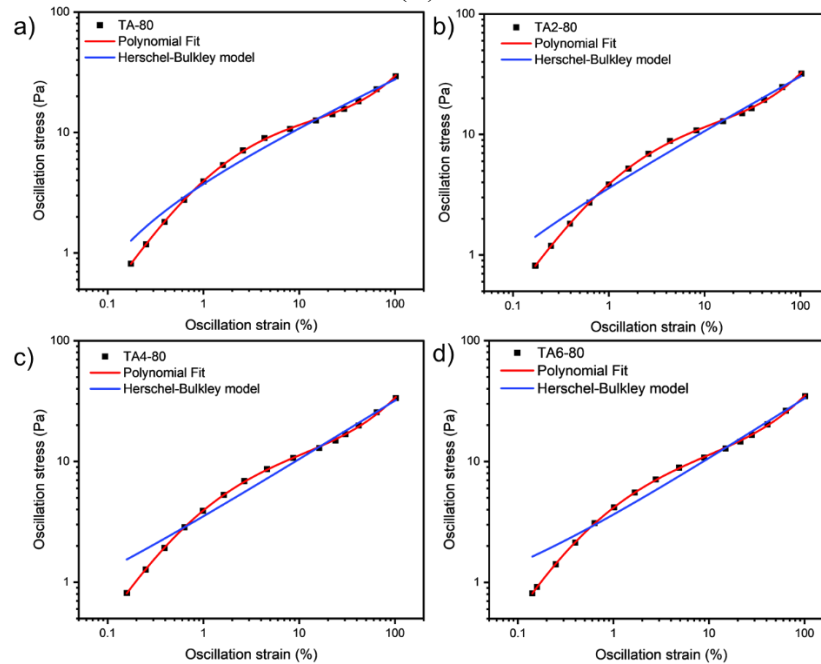 a)
TA-80
Polynomial Fit
Herschel-Bulkley model
Oscillation stress (Pa)
100
10
1
0.1
1
10
100
Oscillation strain (%)
b)
TA2-80
Polynomial Fit
Herschel-Bulkley model
Oscillation stress (Pa)
100
10
1
0.1
1
10
100
Oscillation strain (%)
c)
TA4-80
Polynomial Fit
Herschel-Bulkley model
Oscillation stress (Pa)
100
10
1
0.1
1
10
100
Oscillation strain (%)
d)
TA6-80
Polynomial Fit
Herschel-Bulkley model
Oscillation stress (Pa)
100
10
1
0.1
1
10
100
Oscillation strain (%)